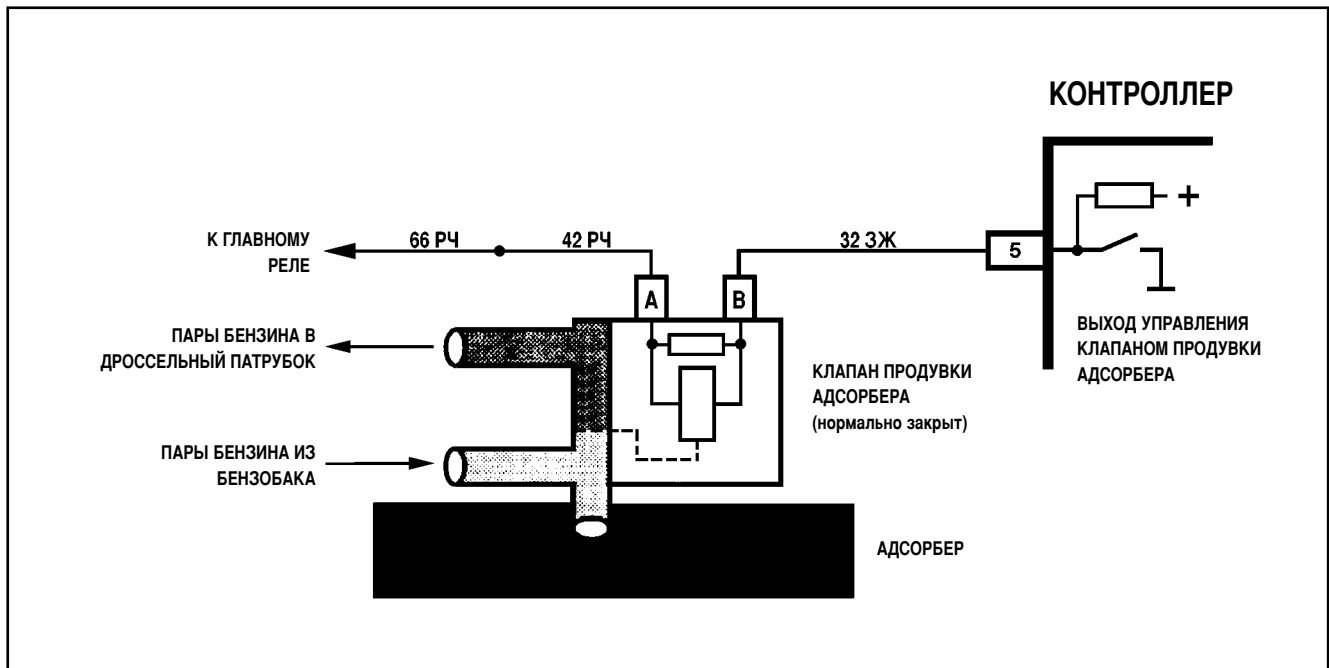 КОНТРОЛЛЕР
К ГЛАВНОМУ
РЕЛЕ
66 РЧ
42 РЧ
32 ЗЖ
5
+
А
В
ПАРЫ БЕНЗИНА В
ДРОССЕЛЬНЫЙ ПАТРУБОК
ВЫХОД УПРАВЛЕНИЯ
КЛАПАНОМ ПРОДУВКИ
АДСОРБЕРА
КЛАПАН ПРОДУВКИ
АДСОРБЕРА
(нормально закрыт)
ПАРЫ БЕНЗИНА ИЗ
БЕНЗОБАКА
АДСОРБЕР